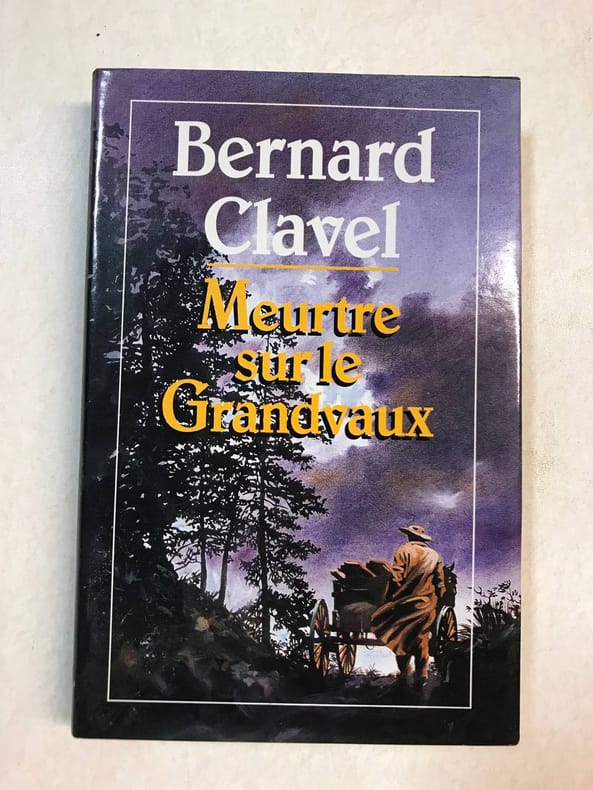 Bernard
Clavel
Meurtre
sur le
Grandvaux